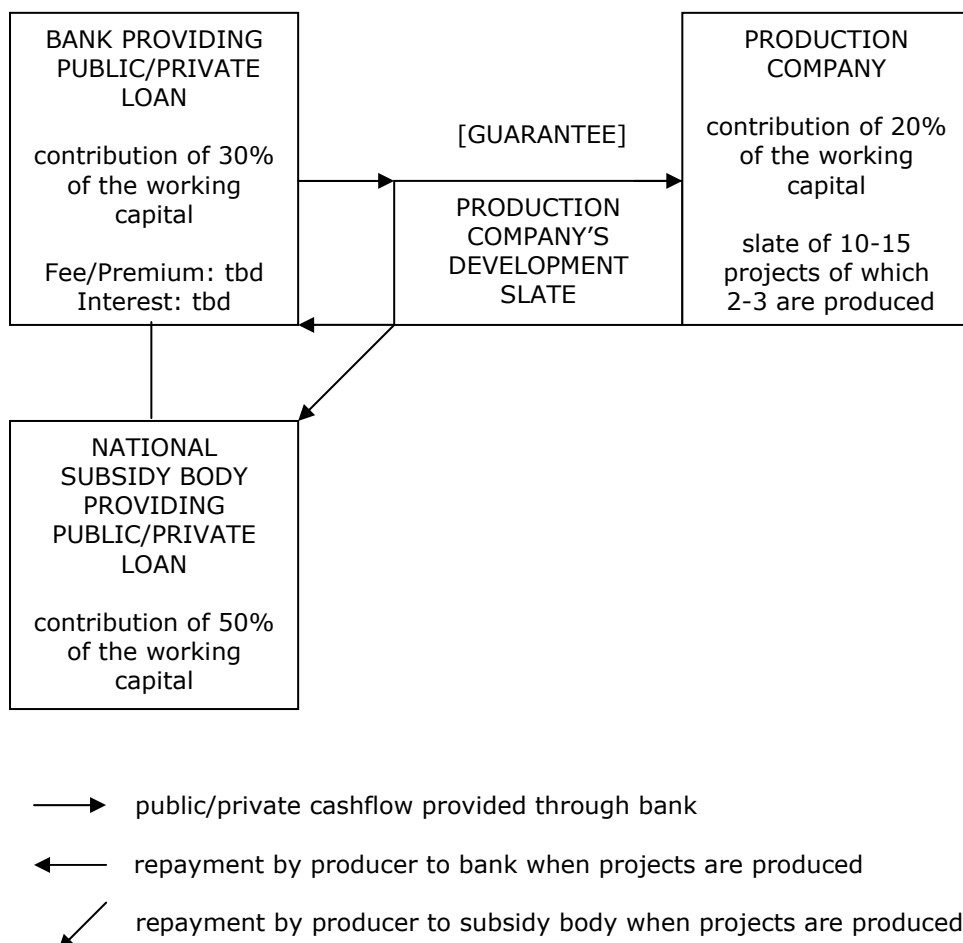 BANK PROVIDING
PUBLIC/PRIVATE
LOAN
contribution of 30%
of the working
capital
Fee/Premium: tbd
Interest: tbd
[GUARANTEE]
PRODUCTION
COMPANY'S
DEVELOPMENT
SLATE
PRODUCTION
COMPANY
contribution of 20%
of the working
capital
slate of 10-15
projects of which
2-3 are produced
NATIONAL
SUBSIDY BODY
PROVIDING
PUBLIC/PRIVATE
LOAN
contribution of 50%
of the working
capital
public/private cashflow provided through bank
repayment by producer to bank when projects are produced
repayment by producer to subsidy body when projects are produced